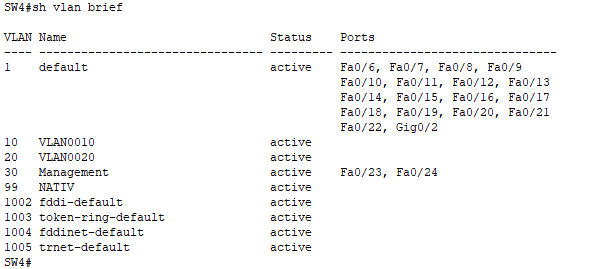 SW4#sh vlan brief
VLAN Name                             Status    Ports
---- -------------------------------- --------- -------------------------------
1    default                          active    Fa0/6, Fa0/7, Fa0/8, Fa0/9
                                                Fa0/10, Fa0/11, Fa0/12, Fa0/13
                                                Fa0/14, Fa0/15, Fa0/16, Fa0/17
                                                Fa0/18, Fa0/19, Fa0/20, Fa0/21
                                                Fa0/22, Gig0/2
10   VLAN0010                         active
20   VLAN0020                         active
30   Management                       active    Fa0/23, Fa0/24
99   NATIV                            active
1002 fddi-default                     active
1003 token-ring-default               active
1004 fddinet-default                  active
1005 trnet-default                    active
SW4#